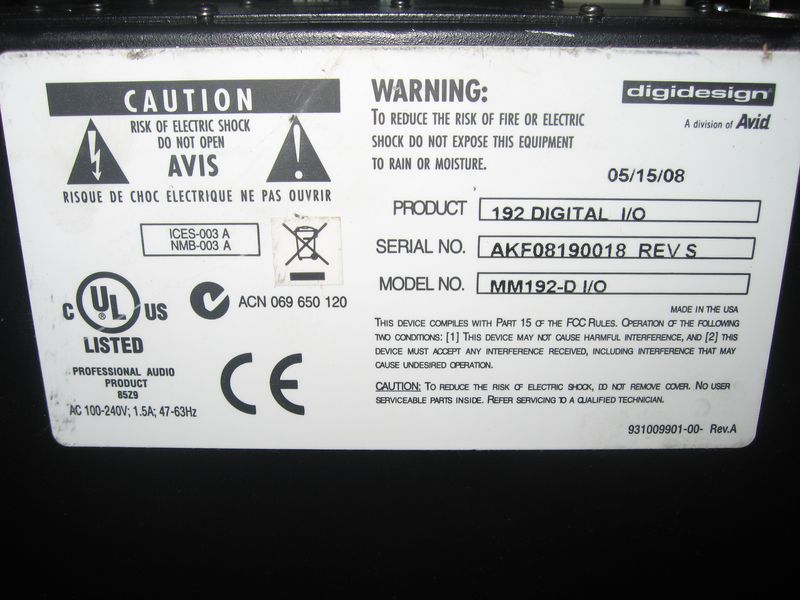 CAUTION
RISK OF ELECTRIC SHOCK
DO NOT OPEN
AVIS
RISQUE DE CHOC ELECTRIQUE NE PAS OUVRIR
ICES-003 A
NMB-003 A
C UL US
LISTED
ACN 069 650 120
PROFESSIONAL AUDIO
PRODUCT
85Z9
AC 100-240V; 1.5A; 47-63Hz
CE
WARNING:
TO REDUCE THE RISK OF FIRE OR ELECTRIC
SHOCK DO NOT EXPOSE THIS EQUIPMENT
TO RAIN OR MOISTURE.
digidesign®
A division of Avid
05/15/08
PRODUCT 192 DIGITAL I/O
SERIAL NO. AKF08190018 REV S
MODEL NO. MM192-D I/O
MADE IN THE USA
THIS DEVICE COMPLIES WITH PART 15 OF THE FCC RULES. OPERATION OF THE FOLLOWING
TWO CONDITIONS: [1] THIS DEVICE MAY NOT CAUSE HARMFUL INTERFERENCE, AND [2] THIS
DEVICE MUST ACCEPT ANY INTERFERENCE RECEIVED, INCLUDING INTERFERENCE THAT MAY
CAUSE UNDESIRED OPERATION.
CAUTION: TO REDUCE THE RISK OF ELECTRIC SHOCK, DO NOT REMOVE COVER. NO USER
SERVICEABLE PARTS INSIDE. REFER SERVICING TO A QUALIFIED TECHNICIAN.
931009901-00- Rev.A